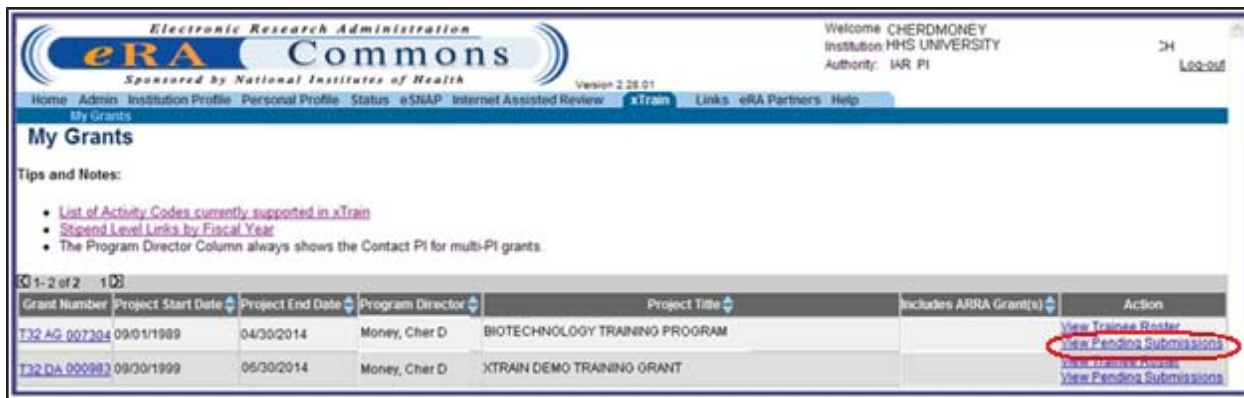 Electronic Research Administration
eRA Commons
Sponsored by National Institutes of Health
Version 2.26.01
Welcome CHERDMONEY
Institution: HHS UNIVERSITY
Authority: IAR PI
Log-out
Home Admin Institution Profile Personal Profile Status eSNAP Internet Assisted Review xTrain Links eRA Partners Help
My Grants
My Grants
Tips and Notes:
• List of Activity Codes currently supported in xTrain
• Stipend Level Links by Fiscal Year
• The Program Director Column always shows the Contact PI for multi-PI grants.
1-2 of 2 1
Grant Number Project Start Date Project End Date Program Director Project Title Includes ARRA Grant(s) Action
T32 AG 007304 09/01/1989 04/30/2014 Money, Cher D BIOTECHNOLOGY TRAINING PROGRAM View Trainee Roster
View Pending Submissions
T32 DA 000983 09/30/1999 06/30/2014 Money, Cher D XTRAIN DEMO TRAINING GRANT View Trainee Roster
View Pending Submissions